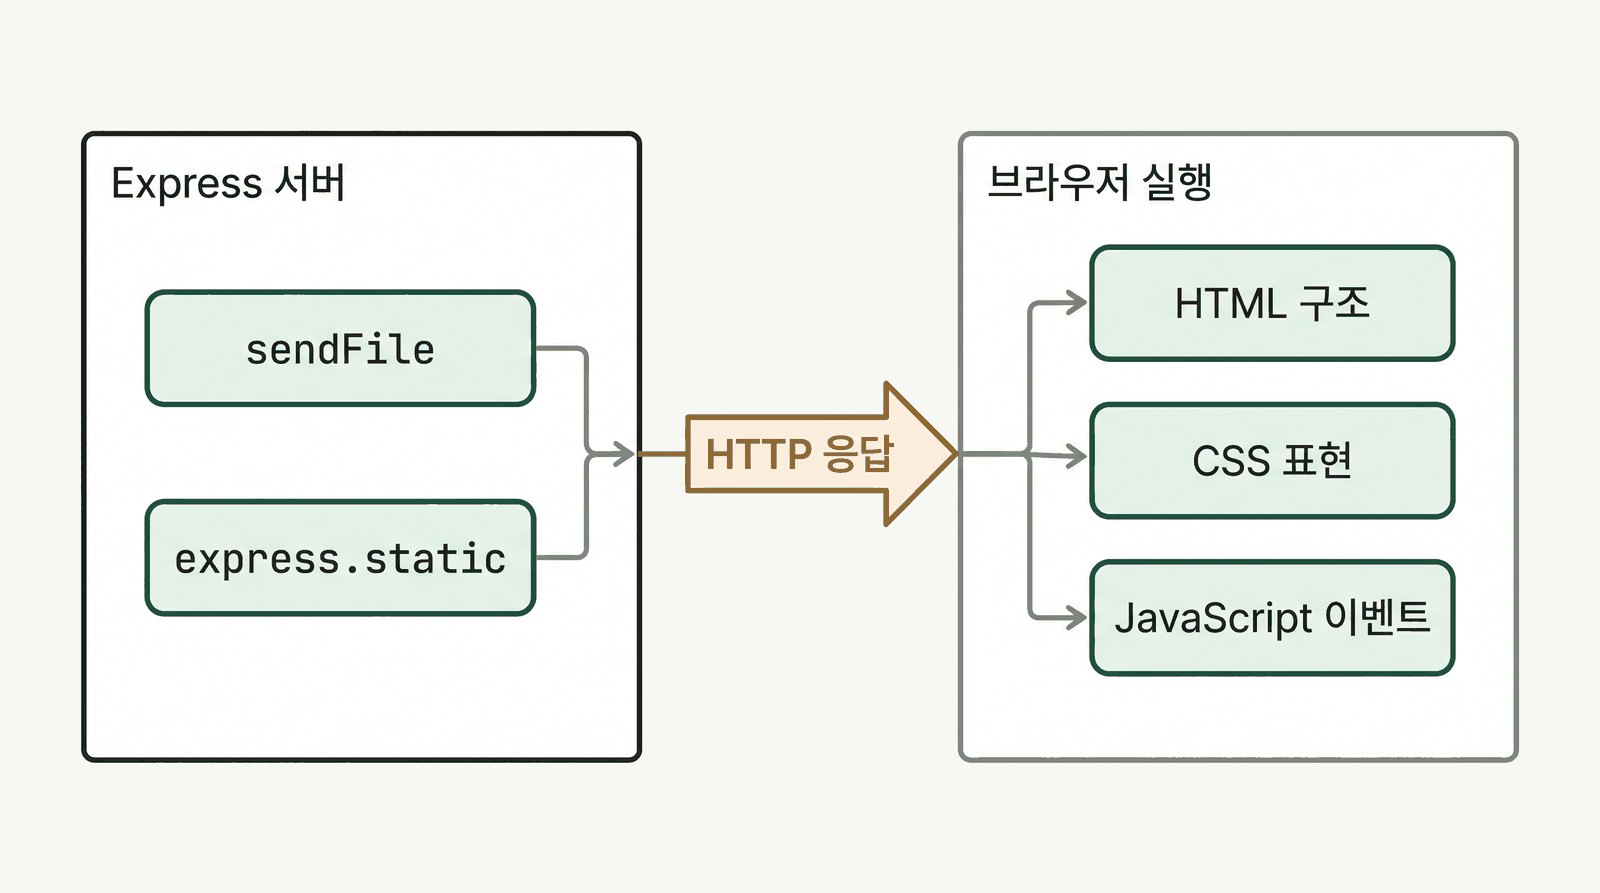 Express 서버
sendFile
express.static
HTTP 응답
브라우저 실행
HTML 구조
CSS 표현
JavaScript 이벤트